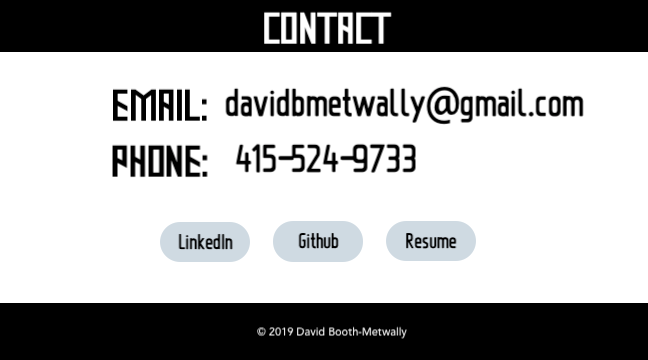 CONTACT
EMAIL: davidbmetwally@gmail.com
PHONE: 415-524-9733
LinkedIn Github Resume
© 2019 David Booth-Metwally